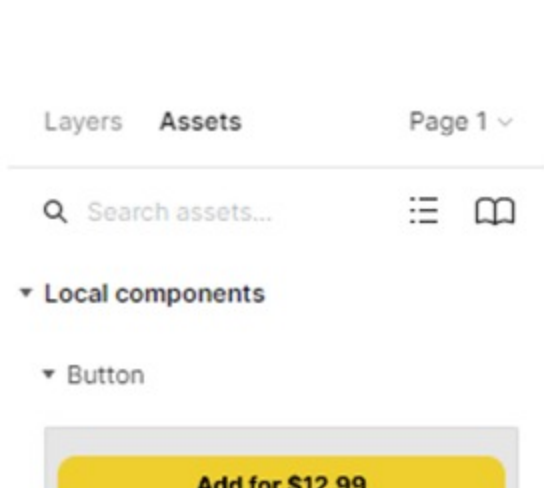 Layers Assets Page 1
Search assets...
Local components
Button
Add for $12.99